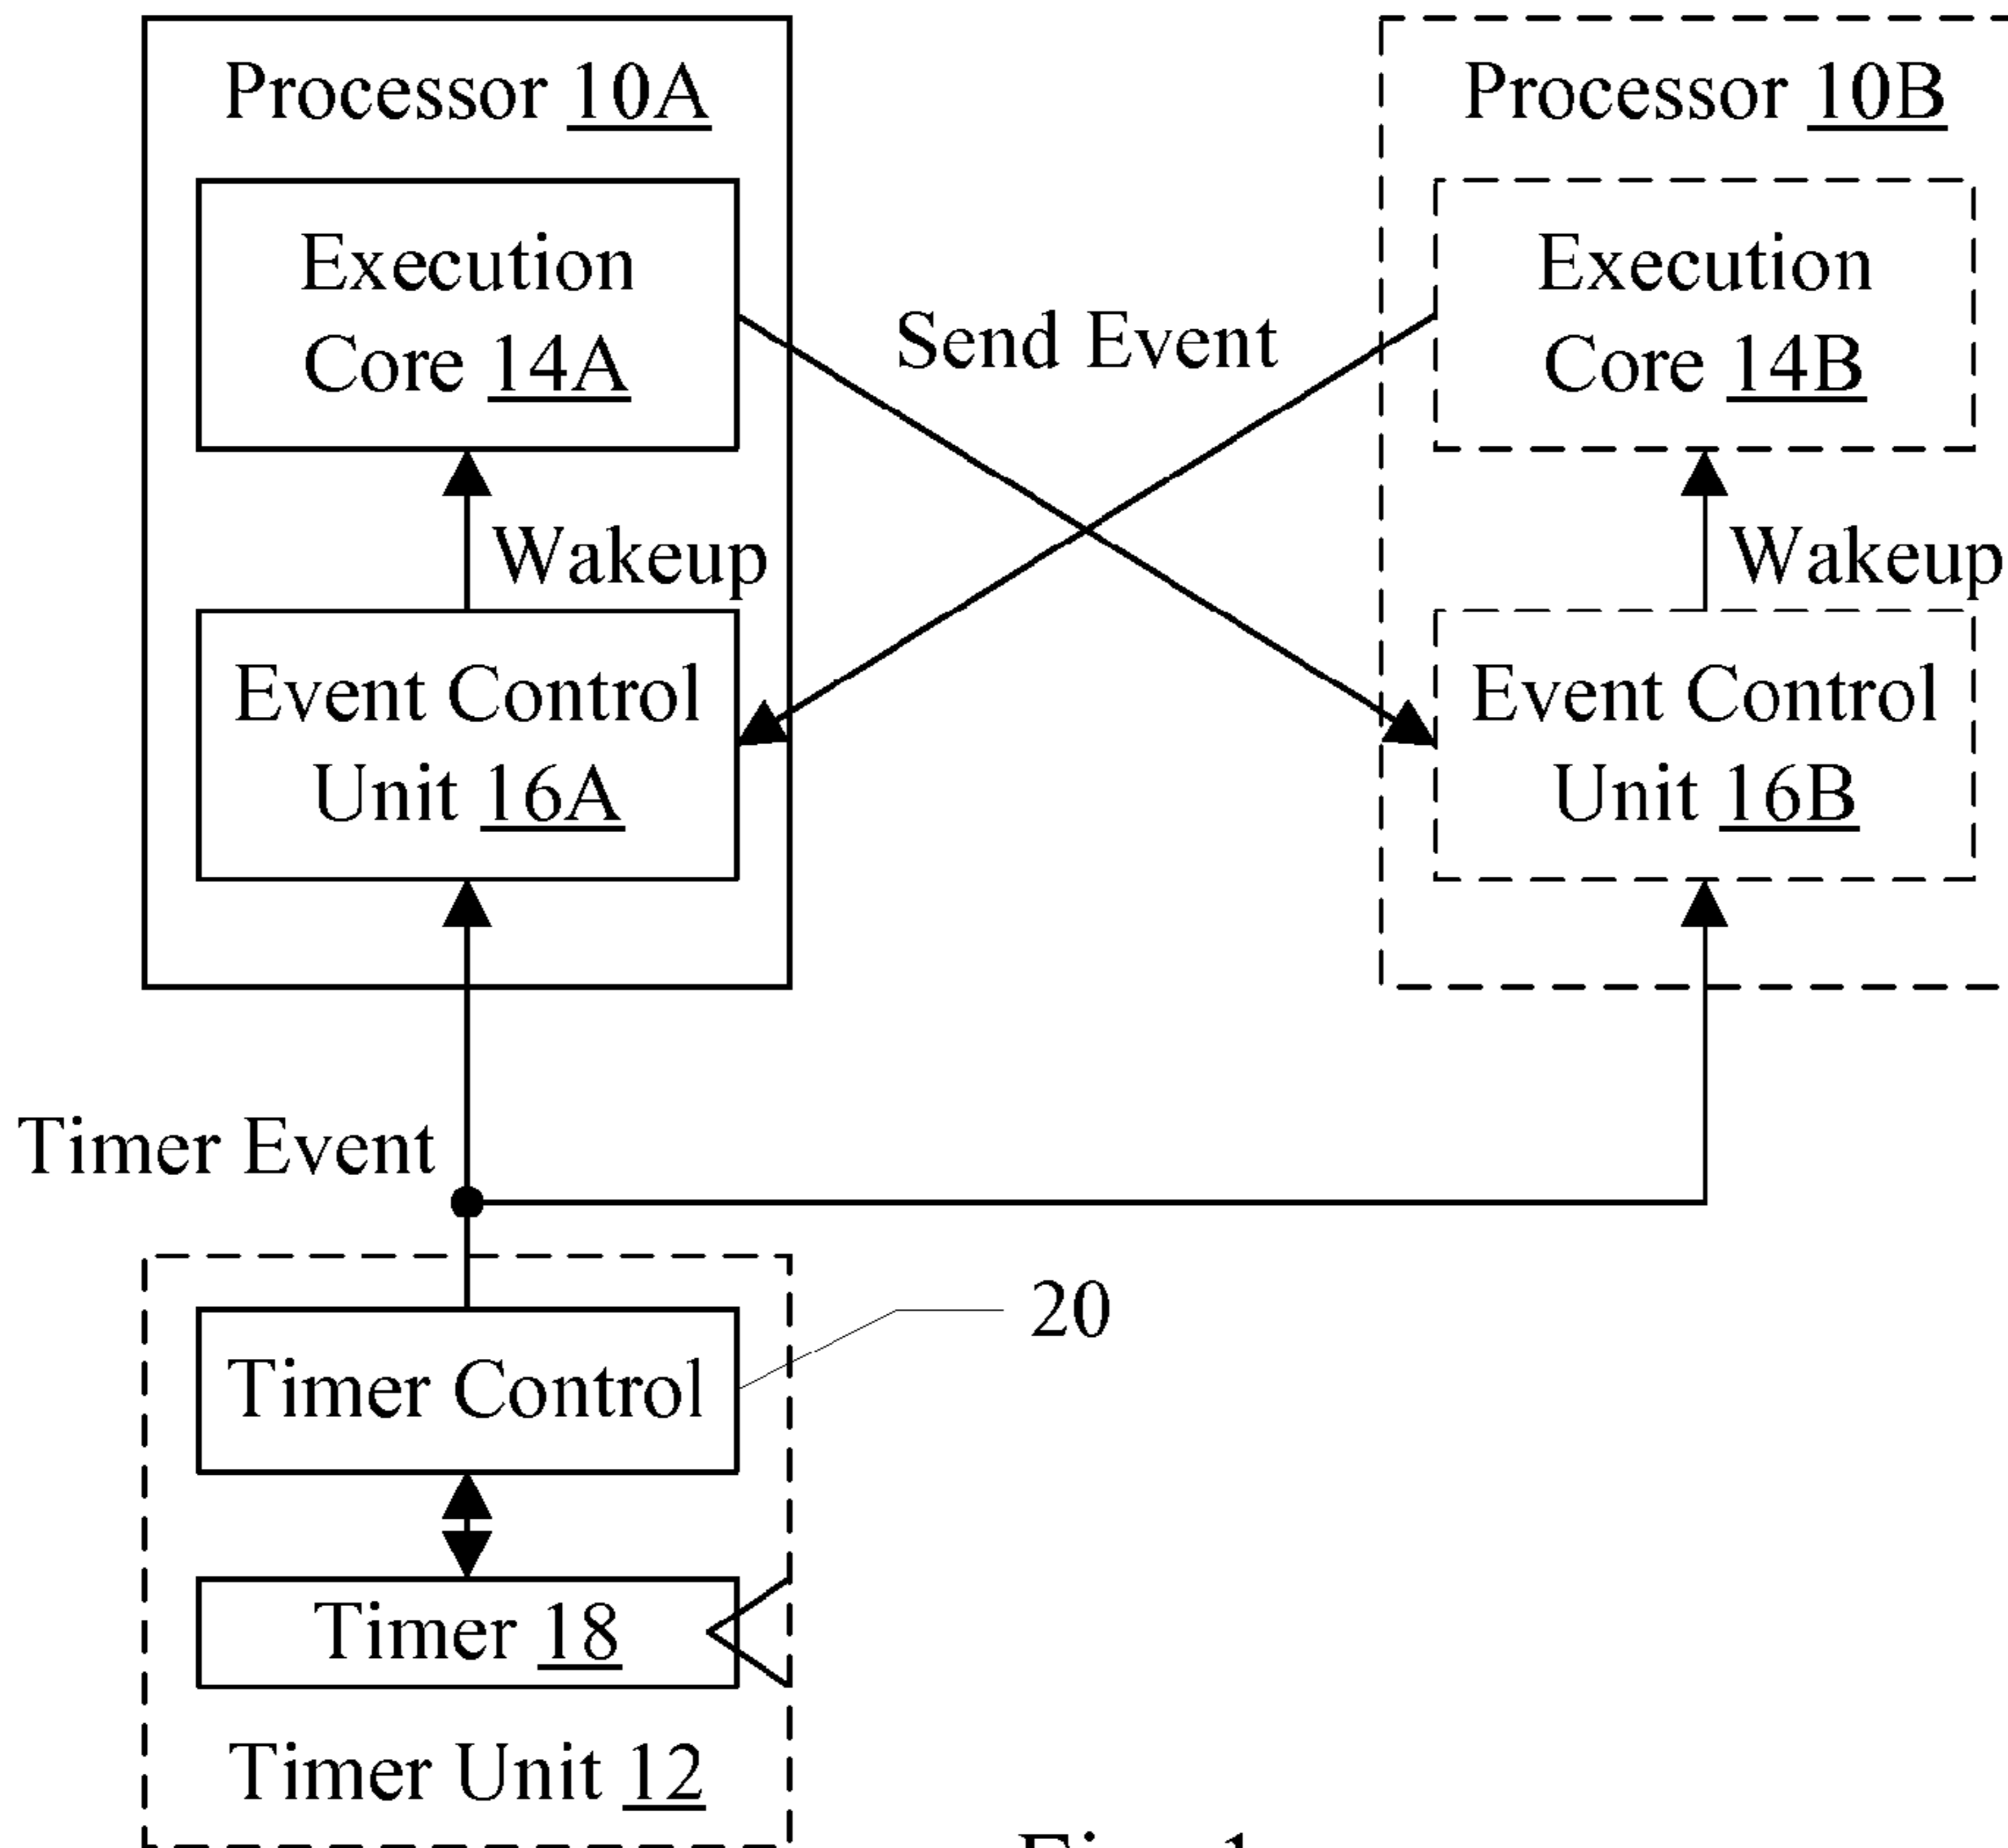 Processor 10A
Execution
Core 14A
Wakeup
Event Control
Unit 16A
Send Event
Processor 10B
Execution
Core 14B
Wakeup
Event Control
Unit 16B
Timer Event
Timer Control
20
Timer 18
Timer Unit 12